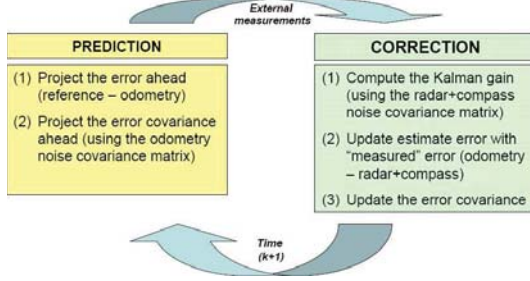 External
measurements
PREDICTION
(1) Project the error ahead
(reference – odometry)
(2) Project the error covariance
ahead (using the odometry
noise covariance matrix)
CORRECTION
(1) Compute the Kalman gain
(using the radar+compass
noise covariance matrix)
(2) Update estimate error with
"measured" error (odometry
– radar+compass)
(3) Update the error covariance
Time
(k+1)